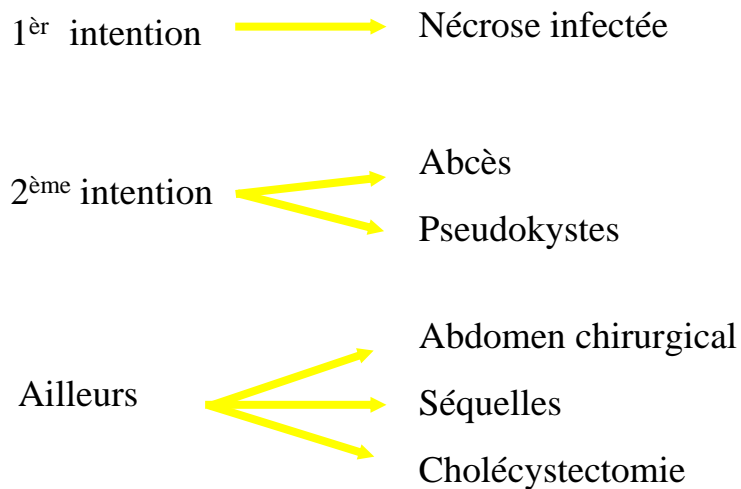 1èr intention
Nécrose infectée
2ème intention
Abcès
Pseudokystes
Ailleurs
Abdomen chirurgical
Séquelles
Cholécystectomie